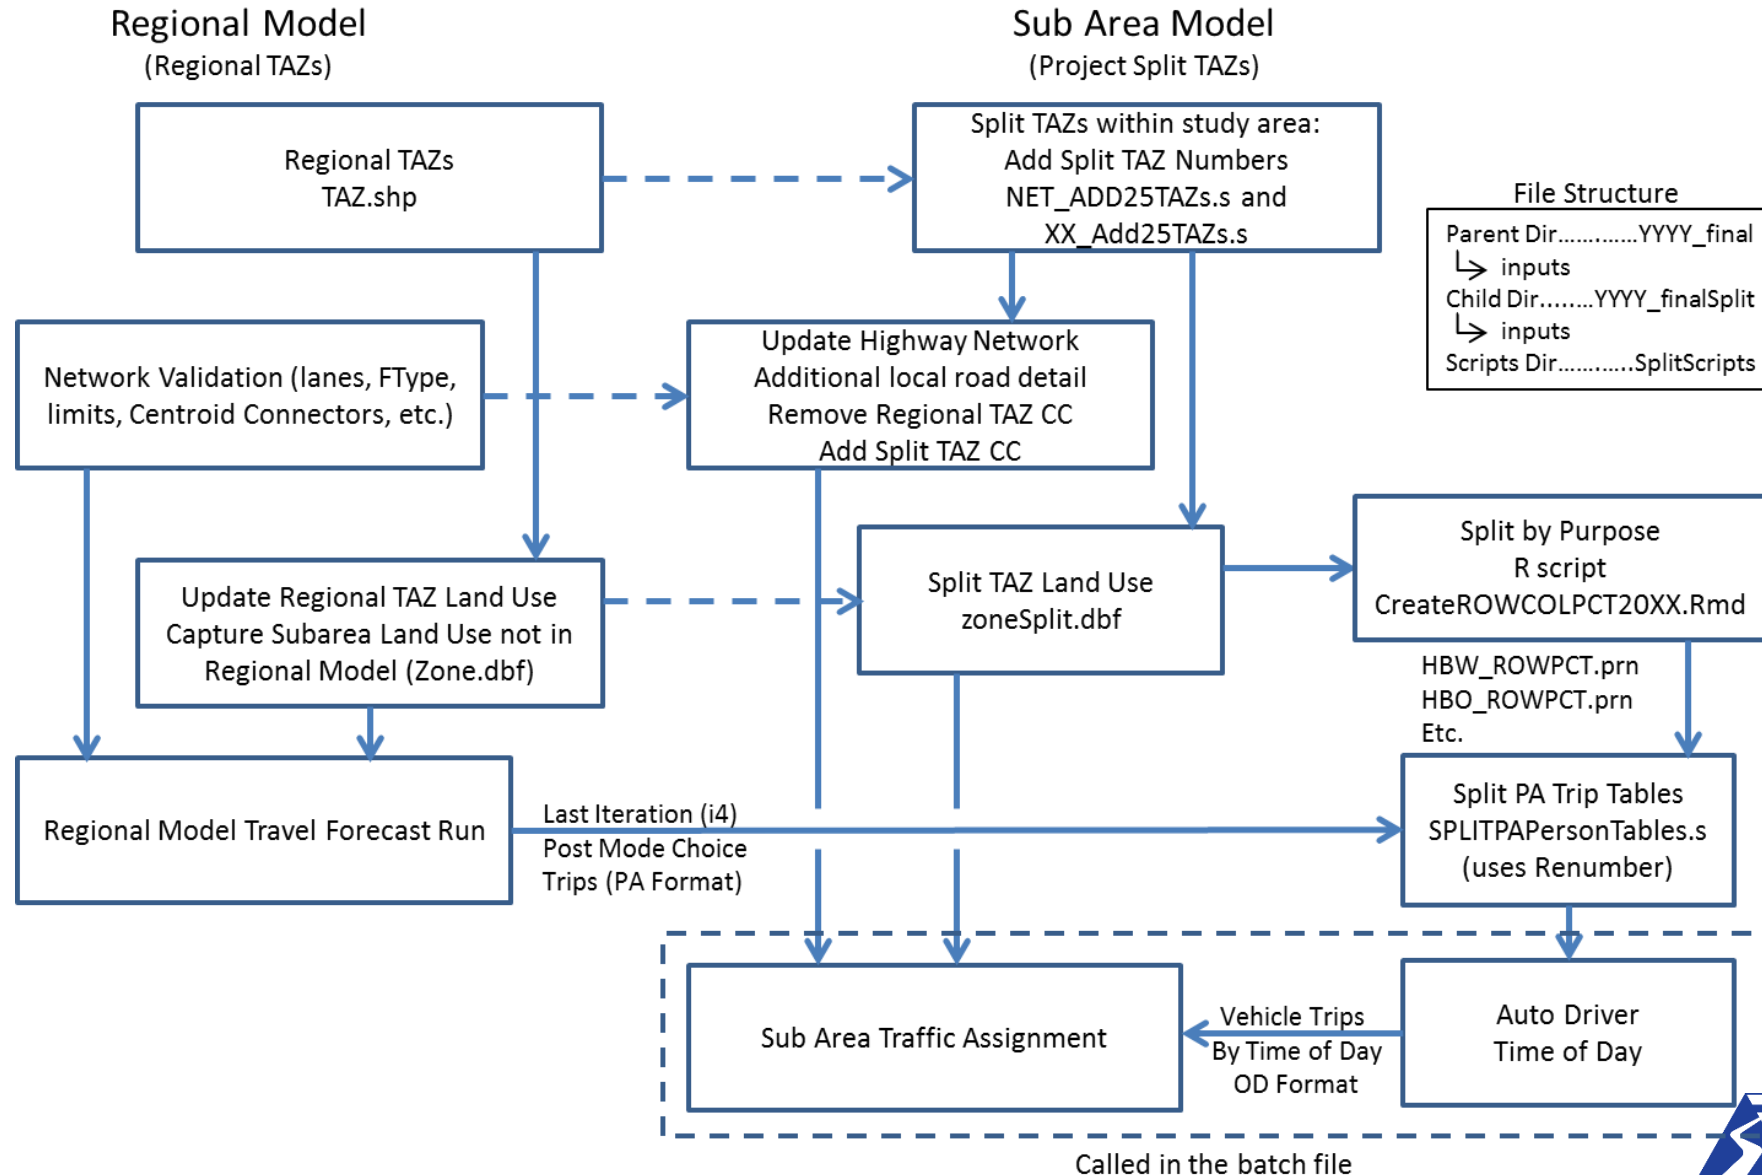 Regional Model
(Regional TAZs)
Sub Area Model
(Project Split TAZs)
Regional TAZs
TAZ.shp
Split TAZs within study area:
Add Split TAZ Numbers
NET_ADD25TAZs.s and
XX_Add25TAZs.s
File Structure
Parent Dir.............YYYY_final
inputs
Child Dir........YYYY_finalSplit
inputs
Scripts Dir............SplitScripts
Network Validation (lanes, FType,
limits, Centroid Connectors, etc.)
Update Highway Network
Additional local road detail
Remove Regional TAZ CC
Add Split TAZ CC
Update Regional TAZ Land Use
Capture Subarea Land Use not in
Regional Model (Zone.dbf)
Split TAZ Land Use
zoneSplit.dbf
Split by Purpose
R script
CreateROWCOLPCT20XX.Rmd
HBW_ROWPCT.prn
HBO_ROWPCT.prn
Etc.
Regional Model Travel Forecast Run
Last Iteration (i4)
Post Mode Choice
Trips (PA Format)
Split PA Trip Tables
SPLITPAPersonTables.s
(uses Renumber)
Sub Area Traffic Assignment
Vehicle Trips
By Time of Day
OD Format
Auto Driver
Time of Day
Called in the batch file